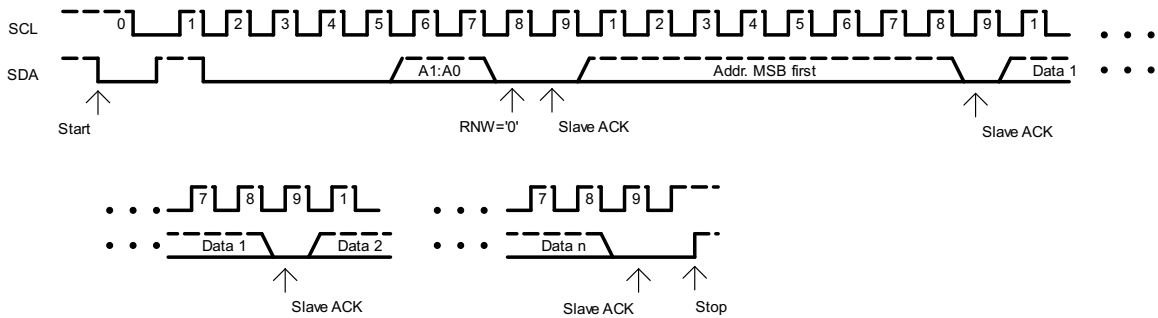 SCL 0 1 2 3 4 5 6 7 8 9 1 2 3 4 5 6 7 8 9 1
SDA A1:A0 Addr. MSB first Data 1
Start RNW='0' Slave ACK Slave ACK
7 8 9 1 7 8 9
Data 1 Data 2 Data n
Slave ACK Slave ACK Stop